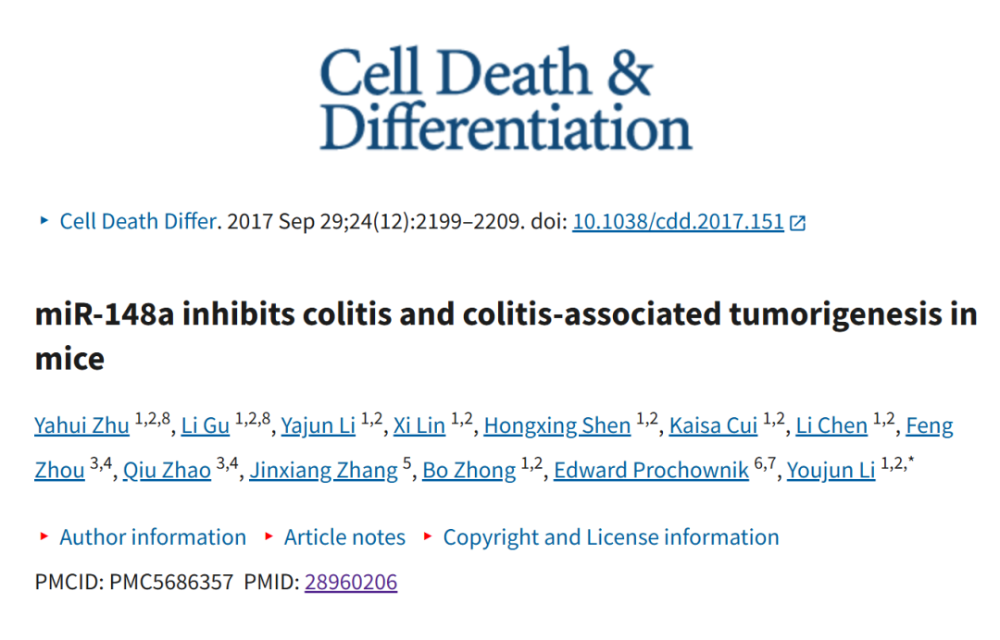 Cell Death &
Differentiation
Cell Death Differ. 2017 Sep 29;24(12):2199–2209. doi: 10.1038/cdd.2017.151
miR-148a inhibits colitis and colitis-associated tumorigenesis in
mice
Yahui Zhu 1,2,8, Li Gu 1,2,8, Yajun Li 1,2, Xi Lin 1,2, Hongxing Shen 1,2, Kaisa Cui 1,2, Li Chen 1,2, Feng
Zhou 3,4, Qiu Zhao 3,4, Jinxiang Zhang 5, Bo Zhong 1,2, Edward Prochownik 6,7, Youjun Li 1,2,*
Author information Article notes Copyright and License information
PMCID: PMC5686357 PMID: 28960206